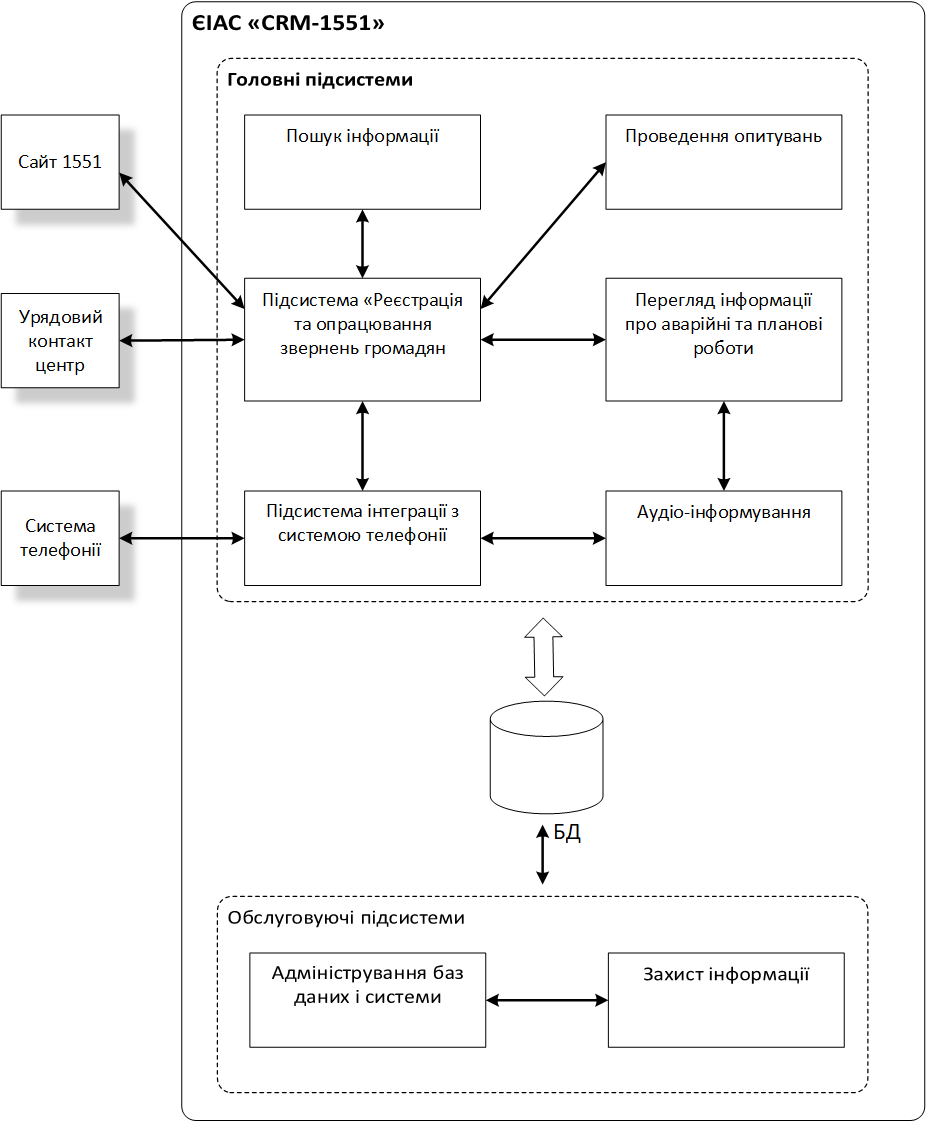 ЄІАС «CRM-1551»
Головні підсистеми
Сайт 1551
Пошук інформації
Проведення опитувань
Урядовий
контакт
центр
Підсистема «Реєстрація
та опрацювання
звернень громадян
Перегляд інформації
про аварійні та планові
роботи
Система
телефонії
Підсистема інтеграції з
системою телефонії
Аудіо-інформування
БД
Обслуговуючі підсистеми
Адміністрування баз
даних і системи
Захист інформації